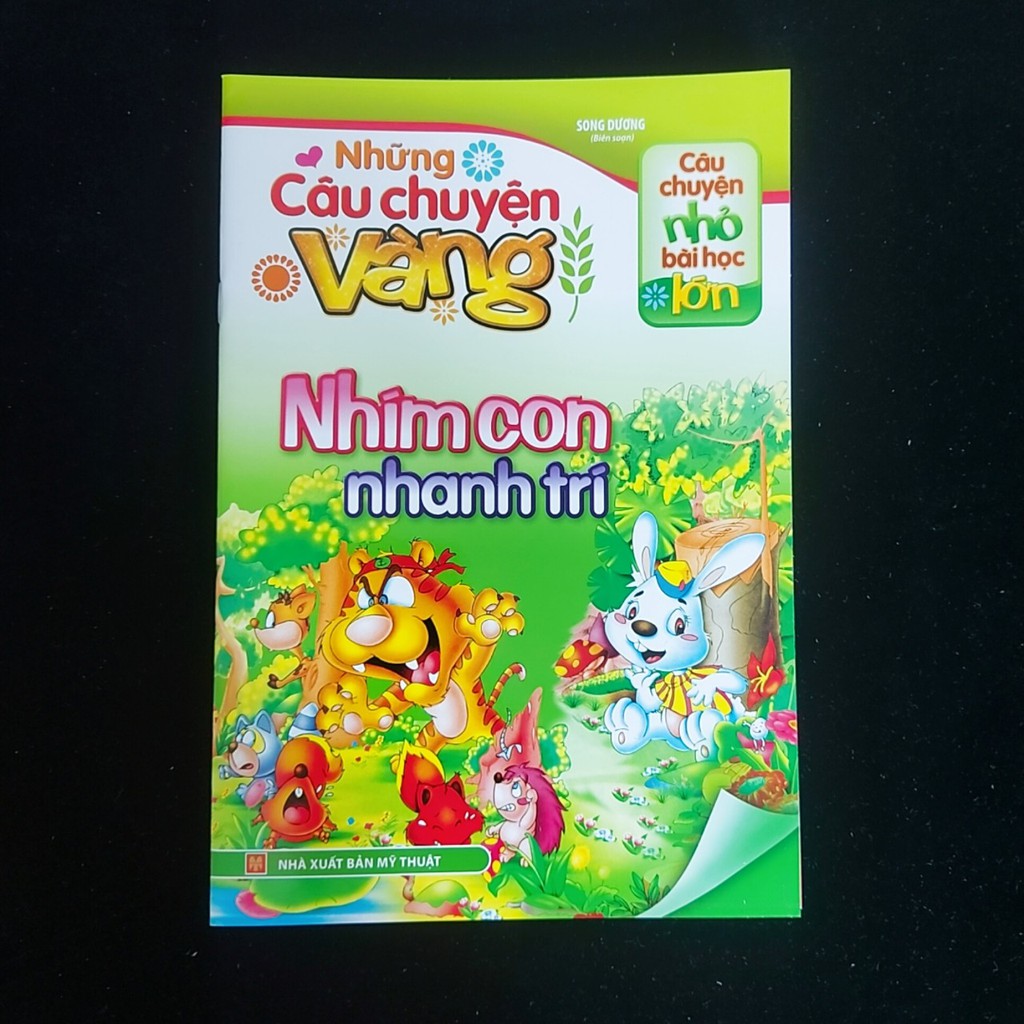 SONG DƯƠNG
(Biên soạn)
Những
Câu chuyện
Vàng
Câu
chuyện
nhỏ
bài học
lớn
Nhím con
nhanh trí
NHÀ XUẤT BẢN MỸ THUẬT